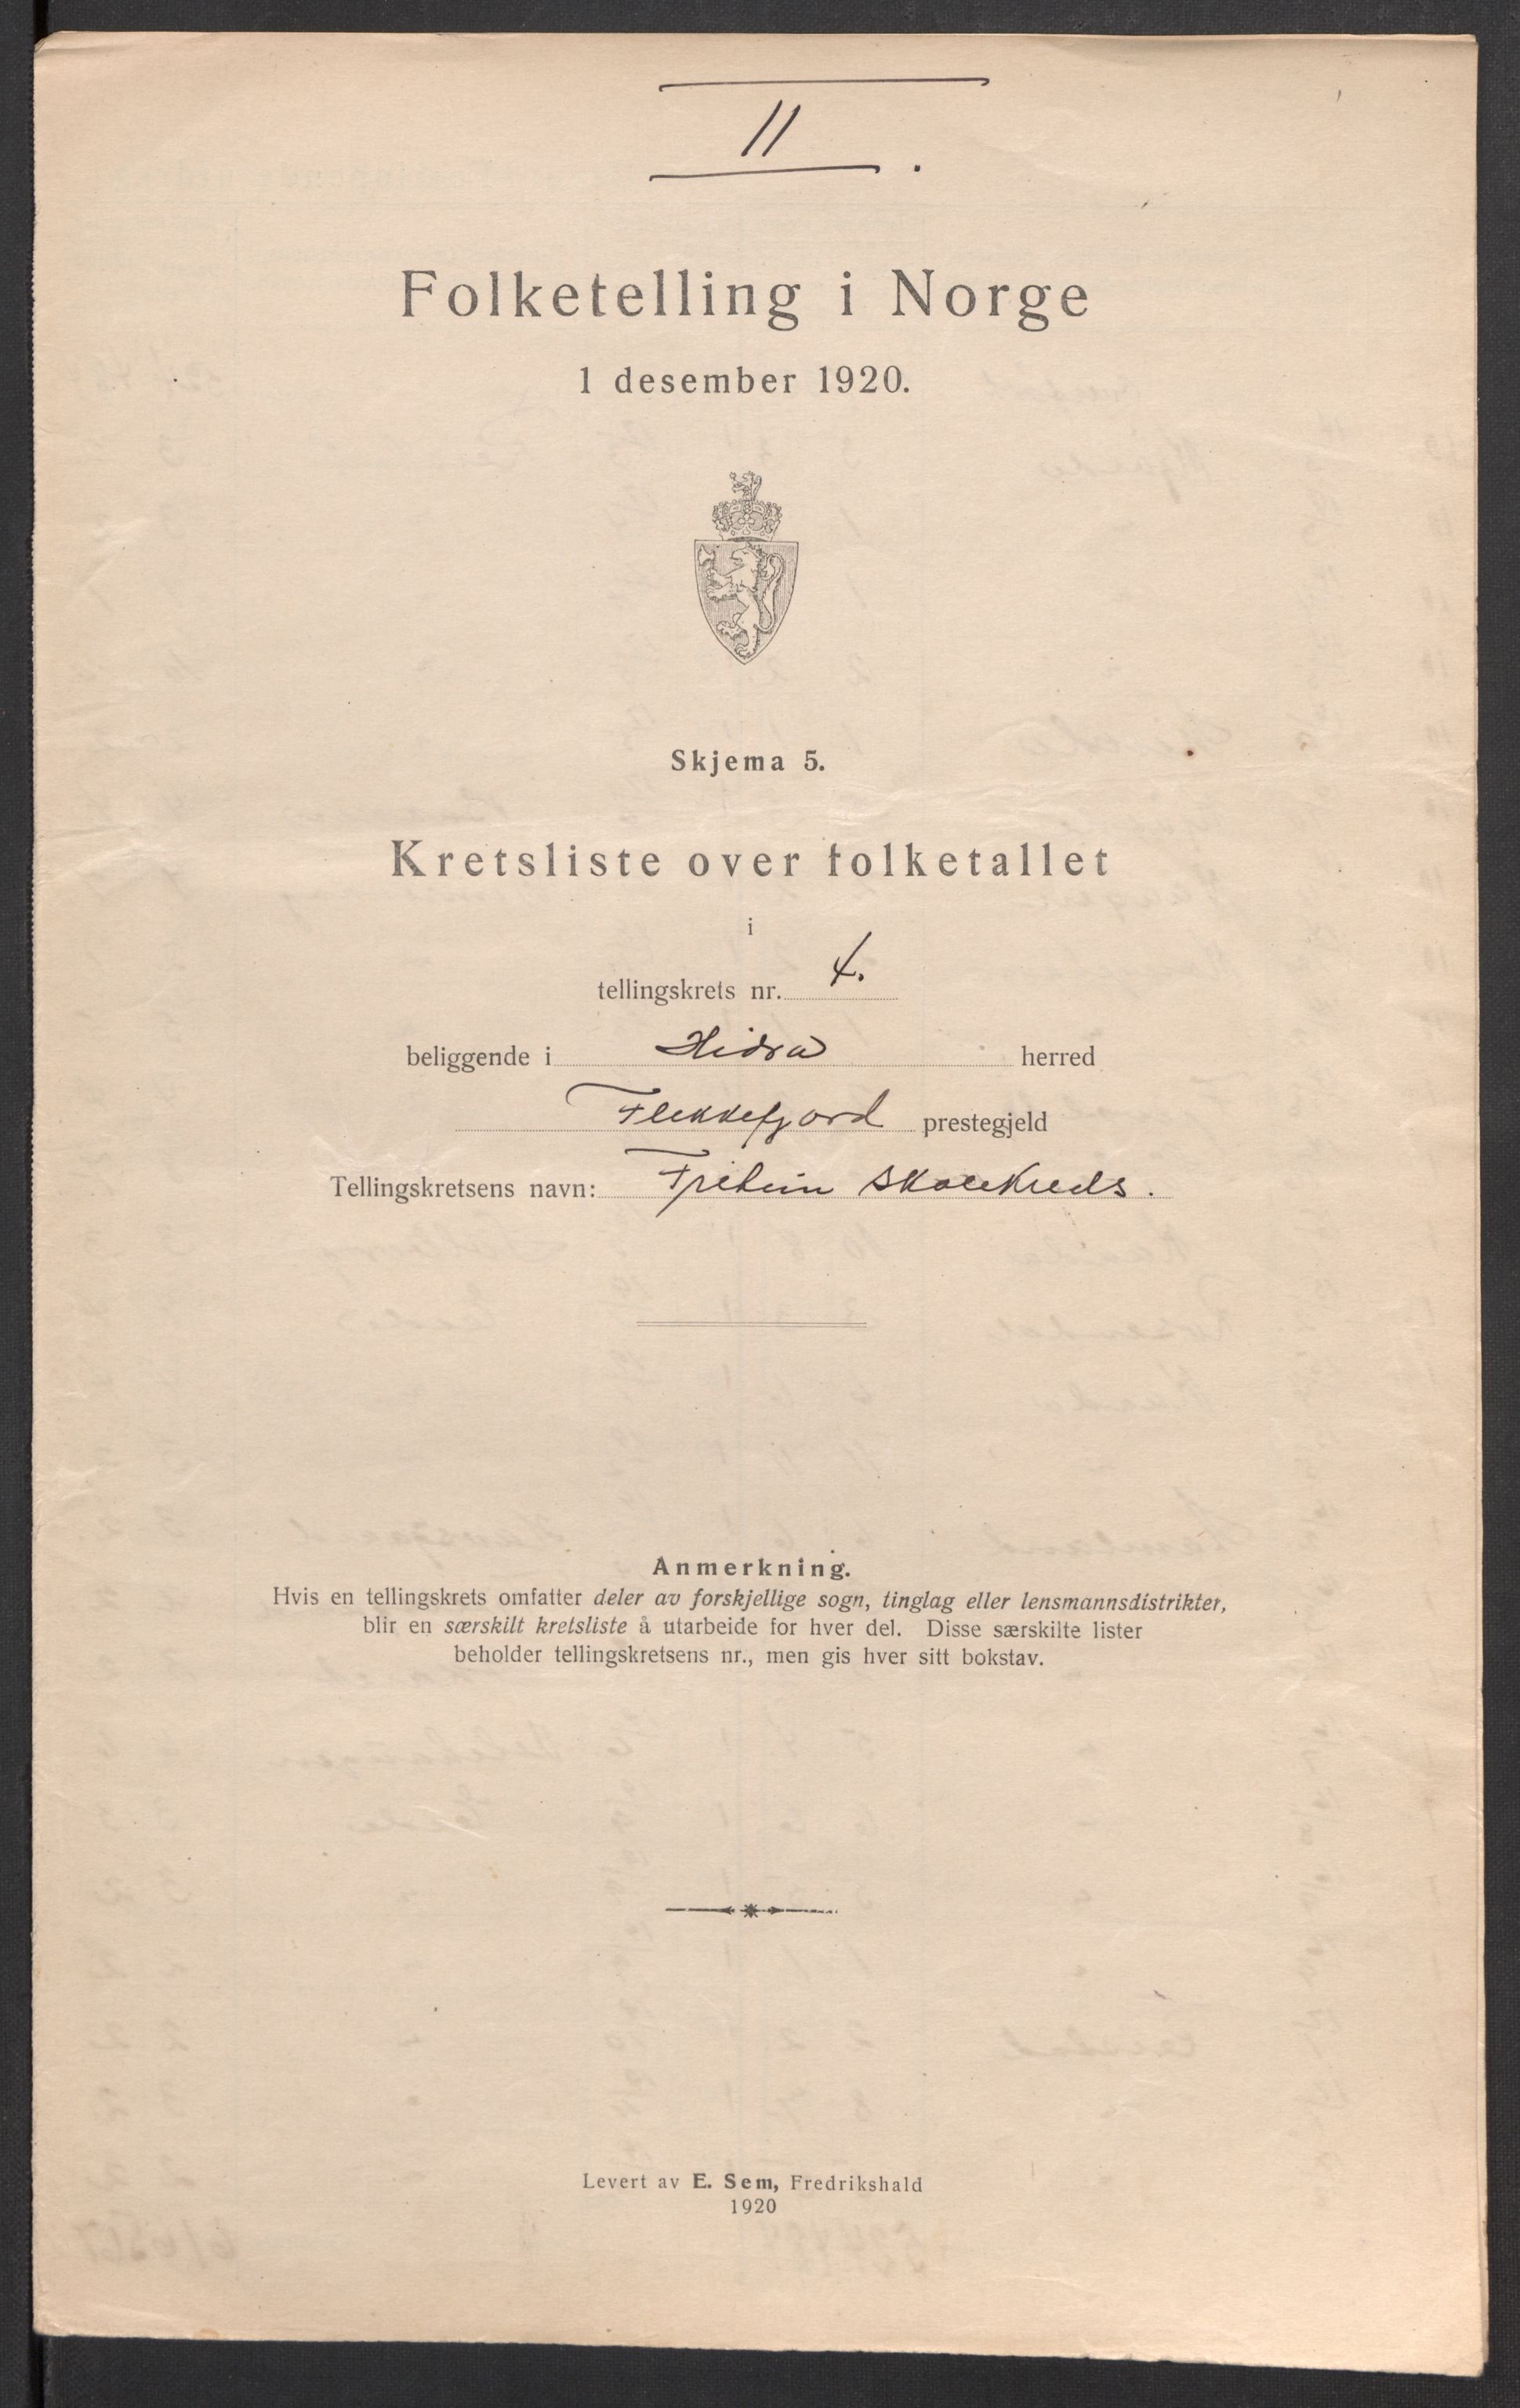 11
Folketelling i Norge
1 desember 1920.
Skjema 5.
Kretsliste over folketallet
i
tellingskrets nr. 4.
beliggende i Hidra herred
Flekkefjord prestegjeld
Tellingskretsens navn: Skolekreds.
Anmerkning.
Hvis en tellingskrets omfatter deler av forskjellige sogn, tinglag eller lensmannsdistrikter,
blir en særskilt kretsliste å utarbeide for hver del. Disse særskilte lister
beholder tellingskretsens nr., men gis hver sitt bokstav.
Levert av E. Sem, Fredrikshald
1920